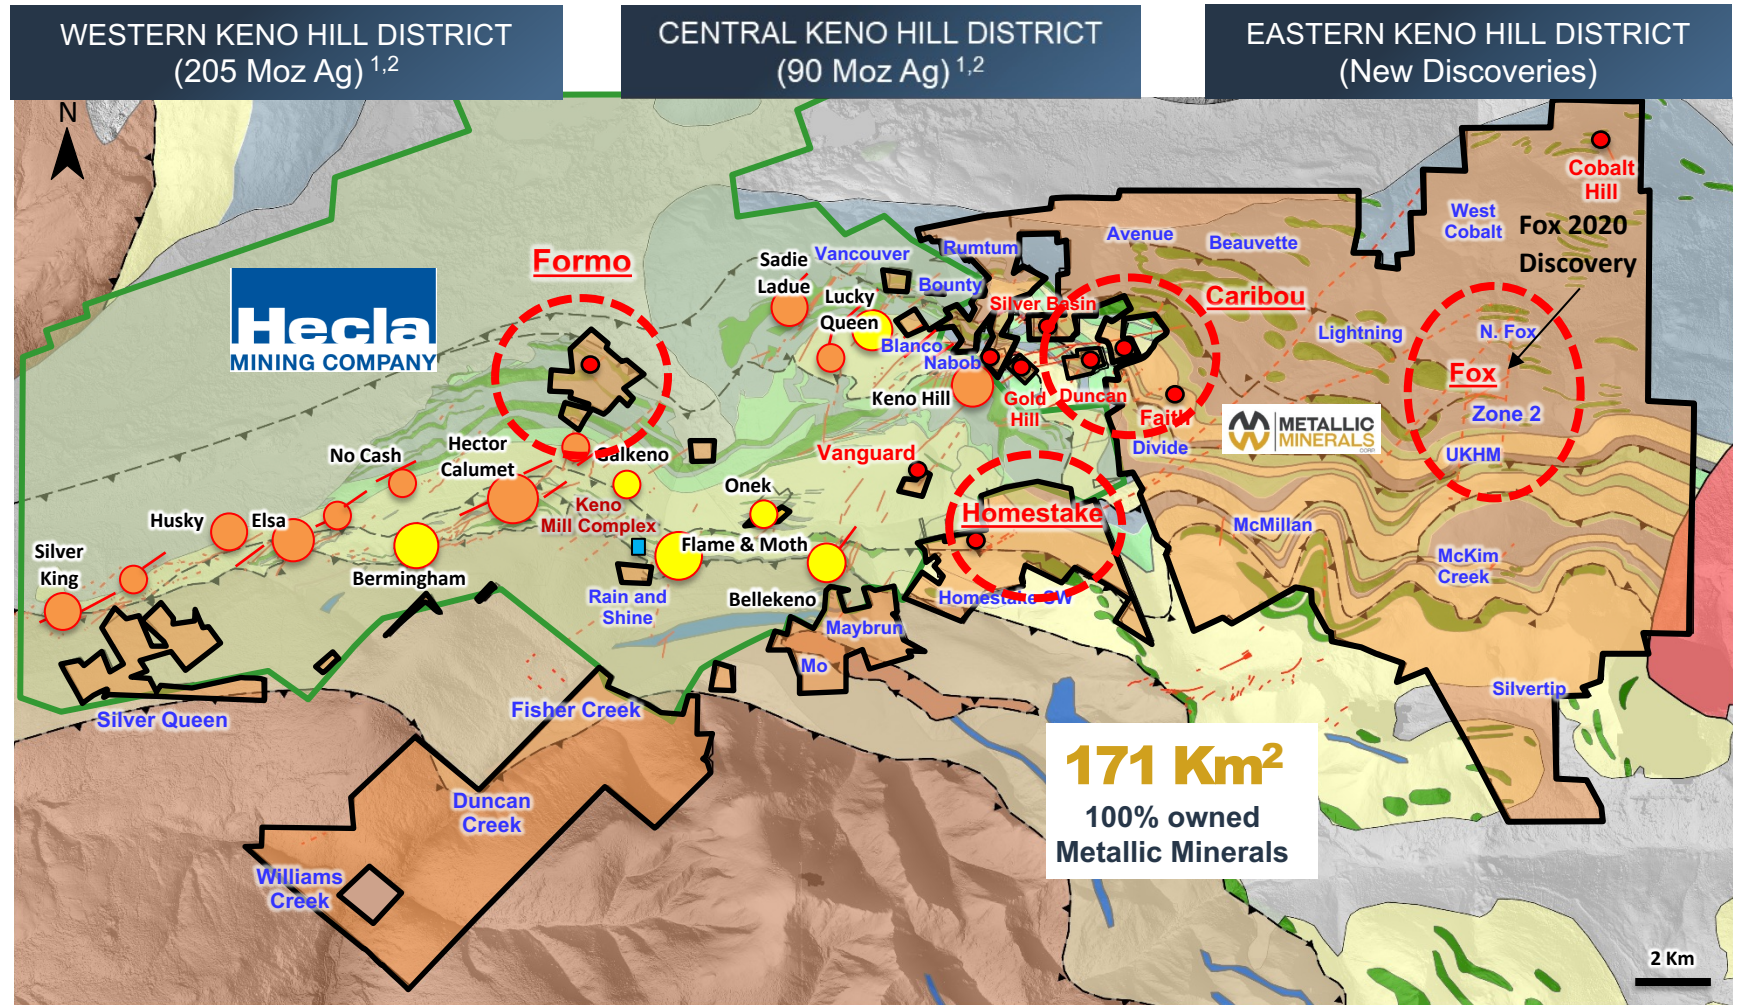 WESTERN KENO HILL DISTRICT
(205 Moz Ag) 1,2
CENTRAL KENO HILL DISTRICT
(90 Moz Ag) 1,2
EASTERN KENO HILL DISTRICT
(New Discoveries)
N
Cobalt
Hill
West
Cobalt
Fox 2020
Discovery
Avenue
Beauvette
Rumtum
Vancouver
Sadie
Ladue
Formo
Bounty
Lucky
Queen
Silver Basin
Caribou
Hecla
MINING COMPANY
Lightning
N. Fox
Blanco
Nabob
Fox
Keno Hill
Gold
Hill
Duncan
Faith
Zone 2
METALLIC
MINERALS
CORP.
Divide
UKHM
Vanguard
Hector
Calumet
No Cash
Galkeno
Onek
Keno
Mill Complex
Homestake
Husky
Elsa
McMillan
Flame & Moth
Silver
King
Bermingham
McKim
Creek
Rain and
Shine
Bellekeno
Homestake SW
Maybrun
Mo
Silvertip
Silver Queen
Fisher Creek
171 Km2
100% owned
Metallic Minerals
Duncan
Creek
Williams
Creek
2 Km